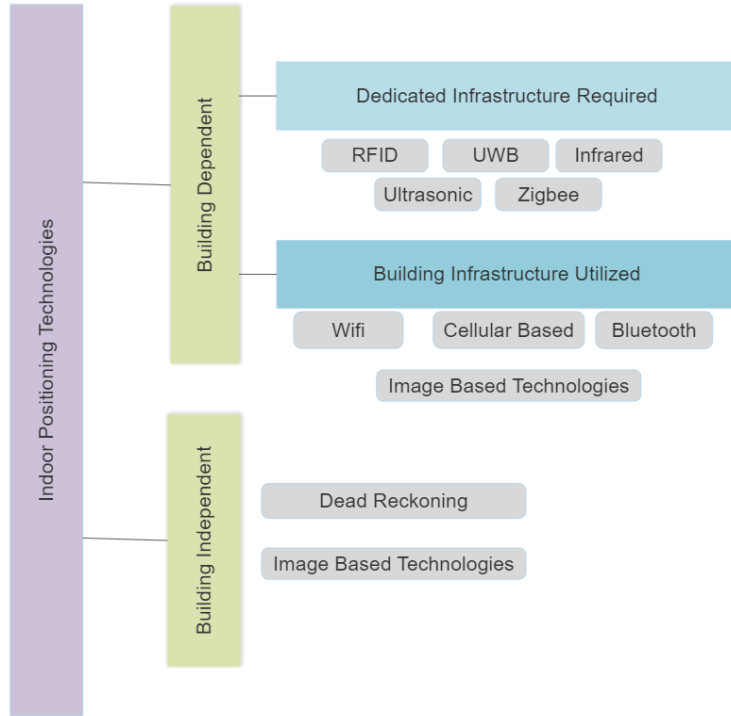 Indoor Positioning Technologies
Building Dependent
Dedicated Infrastructure Required
RFID
UWB
Infrared
Ultrasonic
Zigbee
Building Infrastructure Utilized
Wifi
Cellular Based
Bluetooth
Image Based Technologies
Building Independent
Dead Reckoning
Image Based Technologies